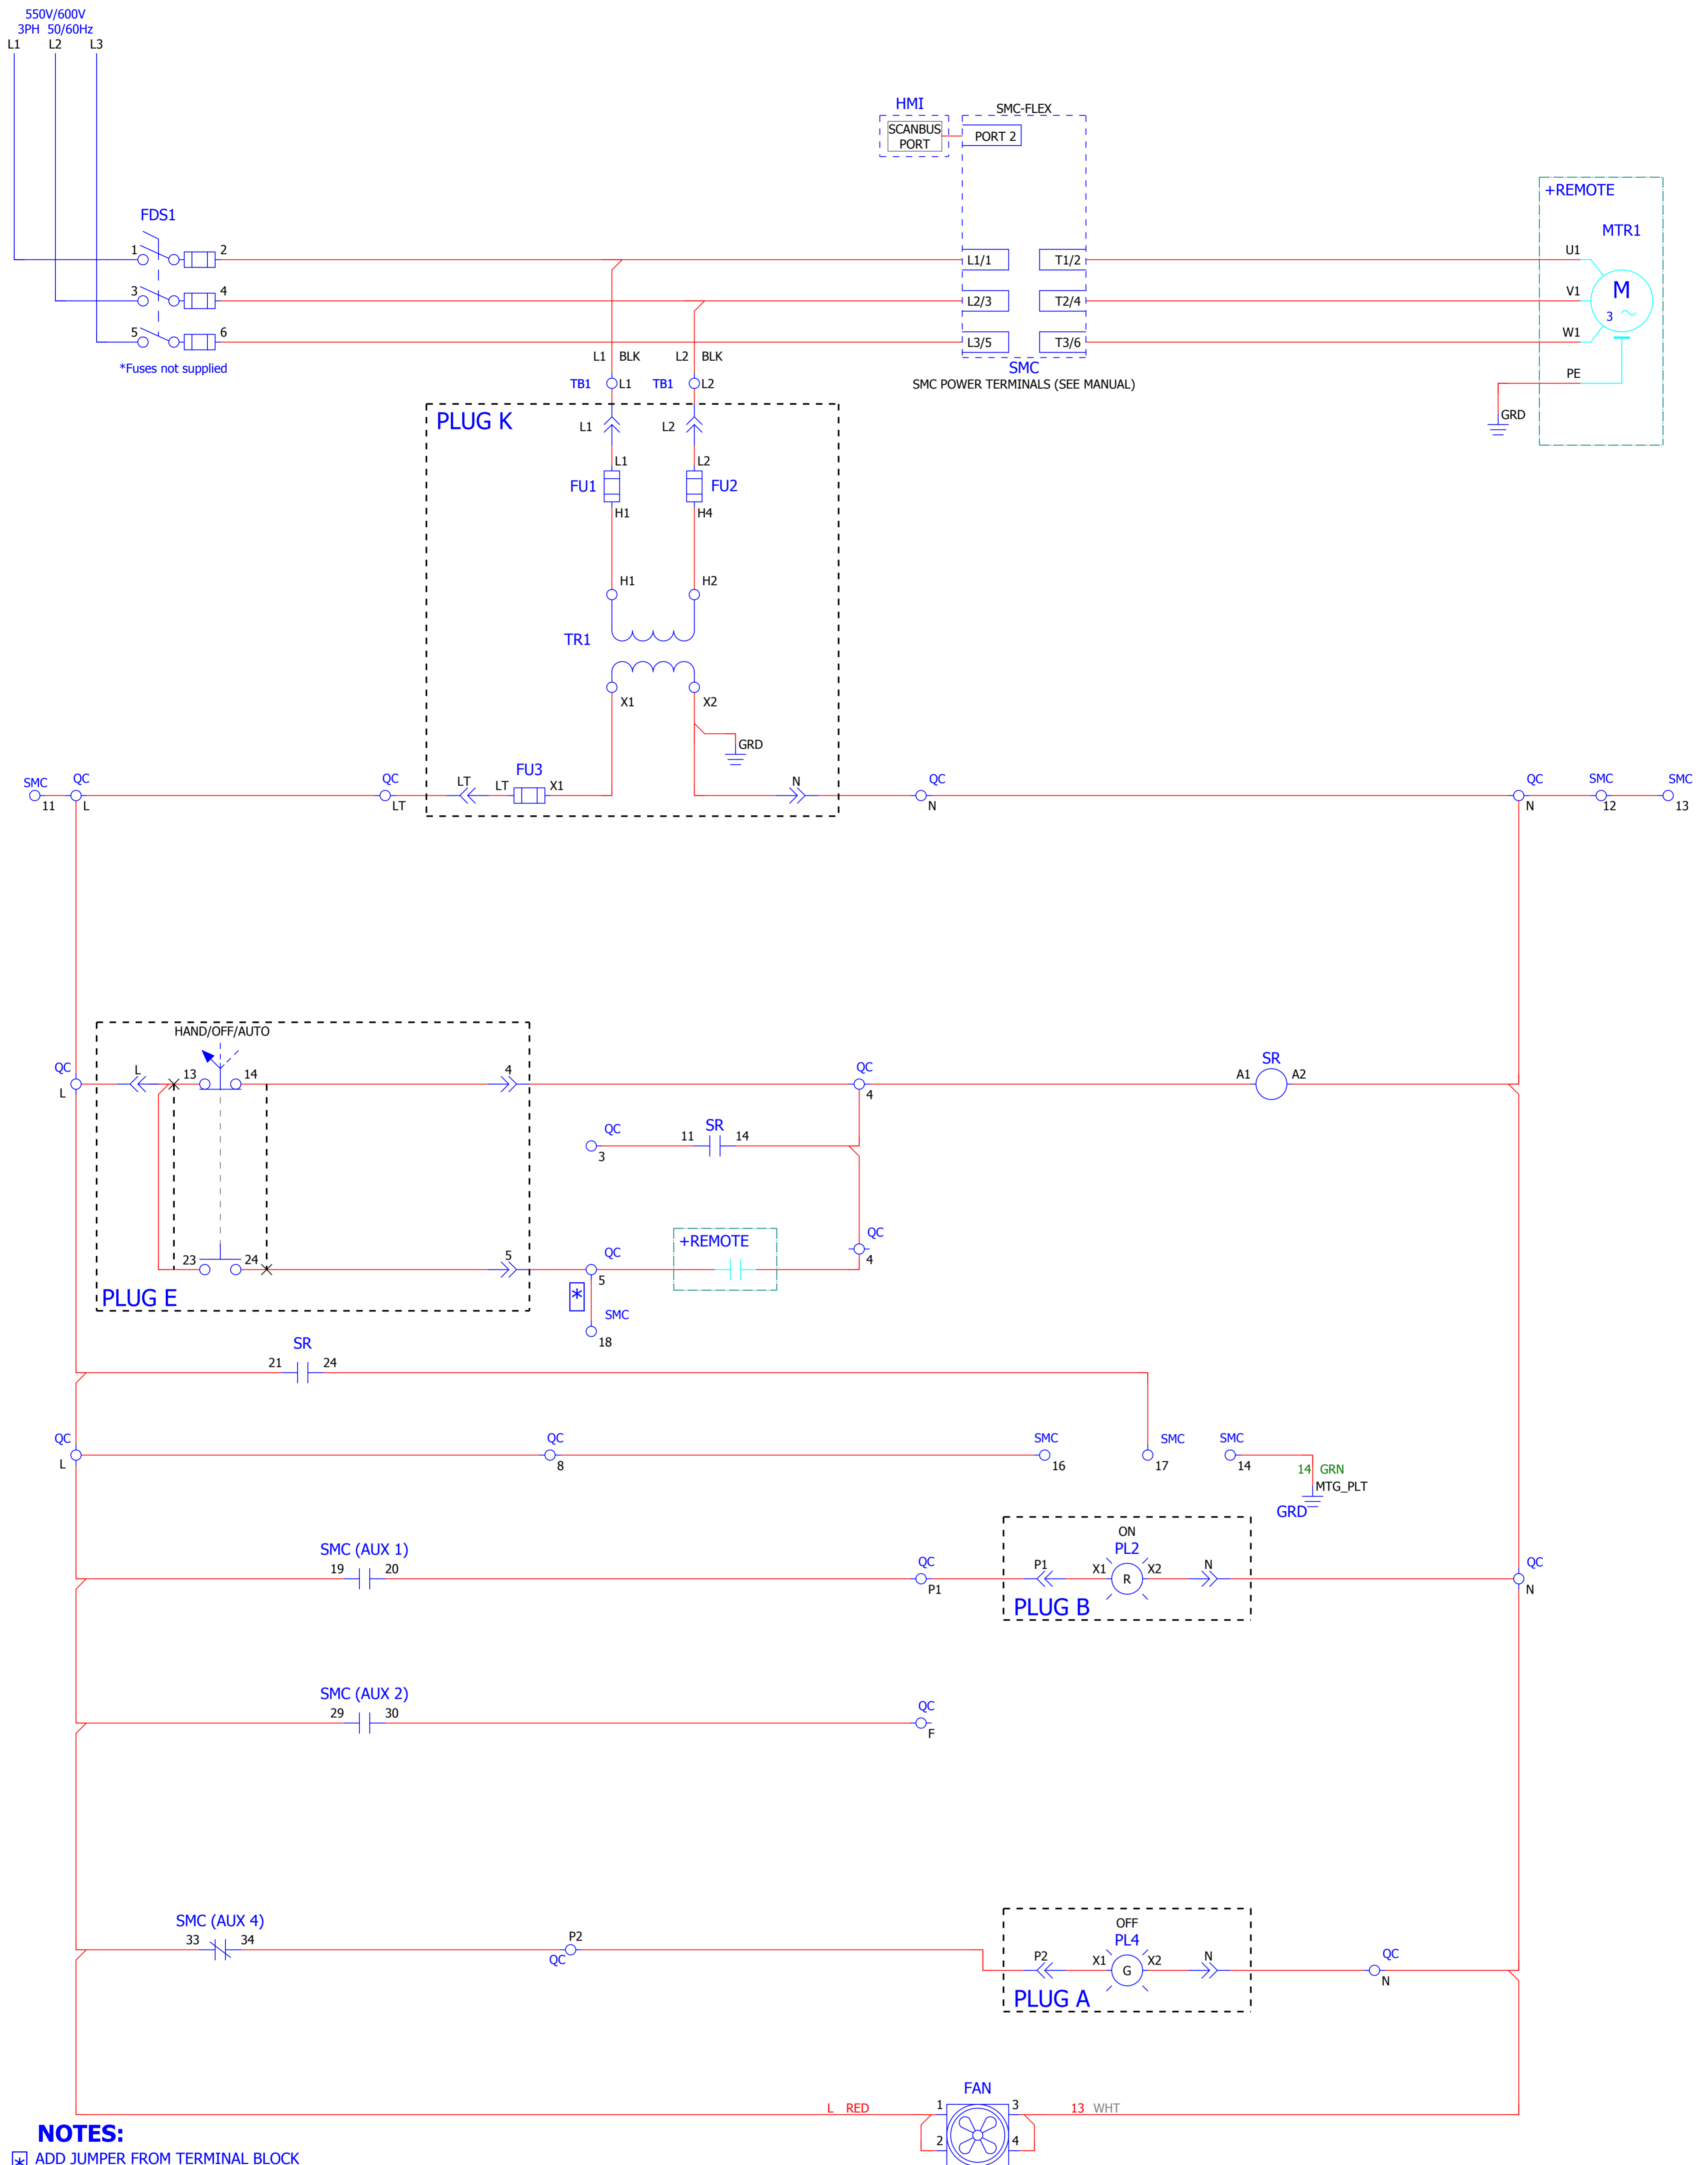 550V/600V
3PH 50/60Hz
L1 L2 L3
HMI
SCANBUS
PORT
SMC-FLEX
PORT 2
+REMOTE
MTR1
FDS1
1 2 L1/1 T1/2 U1
3 4 L2/3 T2/4 V1
M
3
5 6 L3/5 T3/6 W1
*Fuses not supplied
L1 BLK L2 BLK
SMC
SMC POWER TERMINALS (SEE MANUAL)
PE
GRD
TB1 L1 TB1 L2
PLUG K
L1 L2
L1 L2
FU1 FU2
H1 H4
H1 H2
TR1
X1 X2
GRD
SMC QC QC LT LT FU3 X1 N QC QC SMC SMC
11 L LT N N 12 13
HAND/OFF/AUTO
QC L 13 14 4 QC A1 SR A2
L 4
QC 11 SR 14
3
+REMOTE
QC
4
23 24 5 QC
5
PLUG E
*
SMC
18
SR
21 24
QC QC SMC SMC SMC
L 8 16 17 14
14 GRN
MTG_PLT
GRD
ON
SMC (AUX 1) PL2
19 20 QC P1 X1 R X2 N QC
P1 N
PLUG B
SMC (AUX 2)
29 30 QC
F
OFF
SMC (AUX 4) PL4
33 34 P2
QC
P2 X1 G X2 N QC
N
PLUG A
FAN
L RED 1 3 13 WHT
2 4
NOTES:
* ADD JUMPER FROM TERMINAL BLOCK